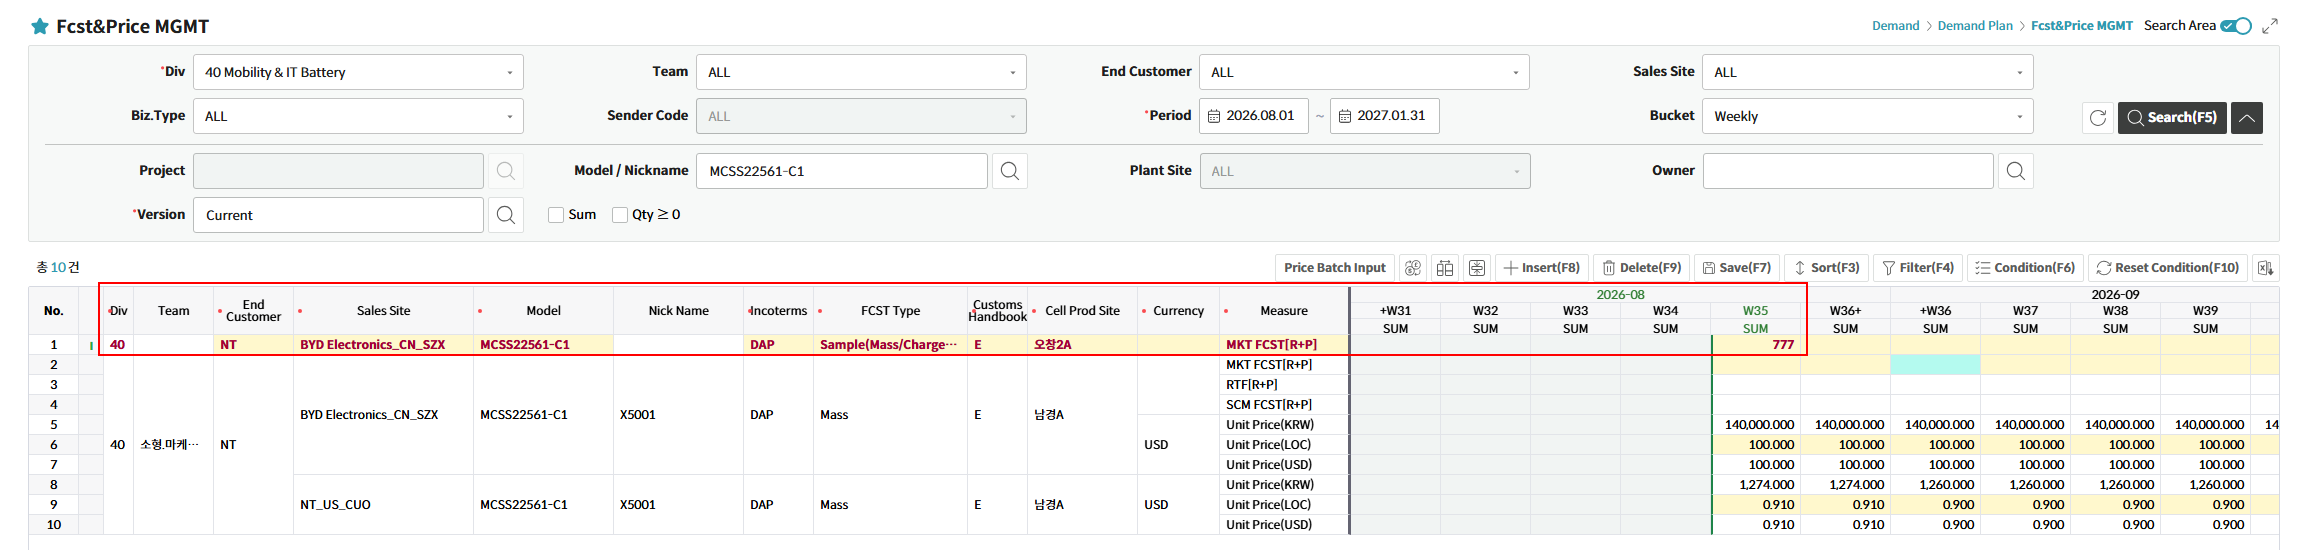 Fcst&Price MGMT
Demand > Demand Plan > Fcst&Price MGMT Search Area
*Div 40 Mobility & IT Battery Team ALL End Customer ALL Sales Site ALL
Biz.Type ALL Sender Code ALL *Period 2026.08.01 ~ 2027.01.31 Bucket Weekly Search(F5)
Project Model / Nickname MCSS22561-C1 Plant Site ALL Owner
*Version Current Sum Qty ≥ 0
총 10 건 Price Batch Input Insert(F8) Delete(F9) Save(F7) Sort(F3) Filter(F4) Condition(F6) Reset Condition(F10)
2026-08 2026-09
No. Div Team End Customer Sales Site Model Nick Name Incoterms FCST Type Customs Handbook Cell Prod Site Currency Measure +W31 W32 W33 W34 W35 W36+ +W36 W37 W38 W39
SUM SUM SUM SUM SUM SUM SUM SUM SUM SUM
1 I 40 NT BYD Electronics_CN_SZX MCSS22561-C1 DAP Sample(Mass/Charge··· E 오창2A MKT FCST[R+P] 777
2 MKT FCST[R+P]
3 RTF[R+P]
4 SCM FCST[R+P]
BYD Electronics_CN_SZX MCSS22561-C1 X5001 DAP Mass E 남경A
5 Unit Price(KRW) 140,000.000 140,000.000 140,000.000 140,000.000 140,000.000 140,000.000 14
6 40 소형.마케··· NT USD Unit Price(LOC) 100.000 100.000 100.000 100.000 100.000 100.000
7 Unit Price(USD) 100.000 100.000 100.000 100.000 100.000 100.000
8 Unit Price(KRW) 1,274.000 1,274.000 1,260.000 1,260.000 1,260.000 1,260.000
9 NT_US_CUO MCSS22561-C1 X5001 DAP Mass E 남경A USD Unit Price(LOC) 0.910 0.910 0.900 0.900 0.900 0.900
10 Unit Price(USD) 0.910 0.910 0.900 0.900 0.900 0.900